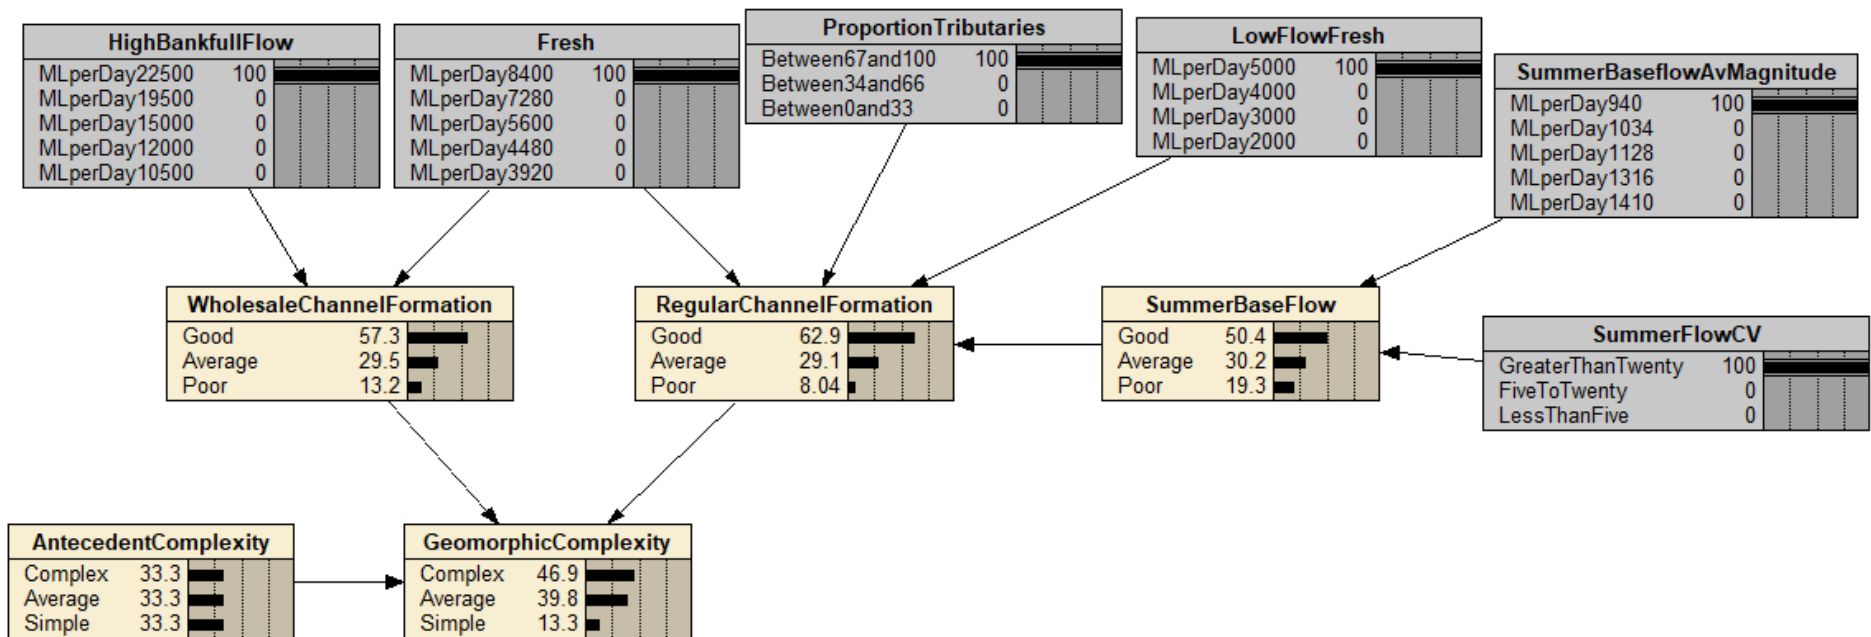 HighBankfullFlow
MLperDay22500 100
MLperDay19500 0
MLperDay15000 0
MLperDay12000 0
MLperDay10500 0
Fresh
MLperDay8400 100
MLperDay7280 0
MLperDay5600 0
MLperDay4480 0
MLperDay3920 0
ProportionTributaries
Between67and100 100
Between34and66 0
Between0and33 0
LowFlowFresh
MLperDay5000 100
MLperDay4000 0
MLperDay3000 0
MLperDay2000 0
SummerBaseflowAvMagnitude
MLperDay940 100
MLperDay1034 0
MLperDay1128 0
MLperDay1316 0
MLperDay1410 0
WholesaleChannelFormation
Good 57.3
Average 29.5
Poor 13.2
RegularChannelFormation
Good 62.9
Average 29.1
Poor 8.04
SummerBaseFlow
Good 50.4
Average 30.2
Poor 19.3
SummerFlowCV
GreaterThanTwenty 100
FiveToTwenty 0
LessThanFive 0
AntecedentComplexity
Complex 33.3
Average 33.3
Simple 33.3
GeomorphicComplexity
Complex 46.9
Average 39.8
Simple 13.3